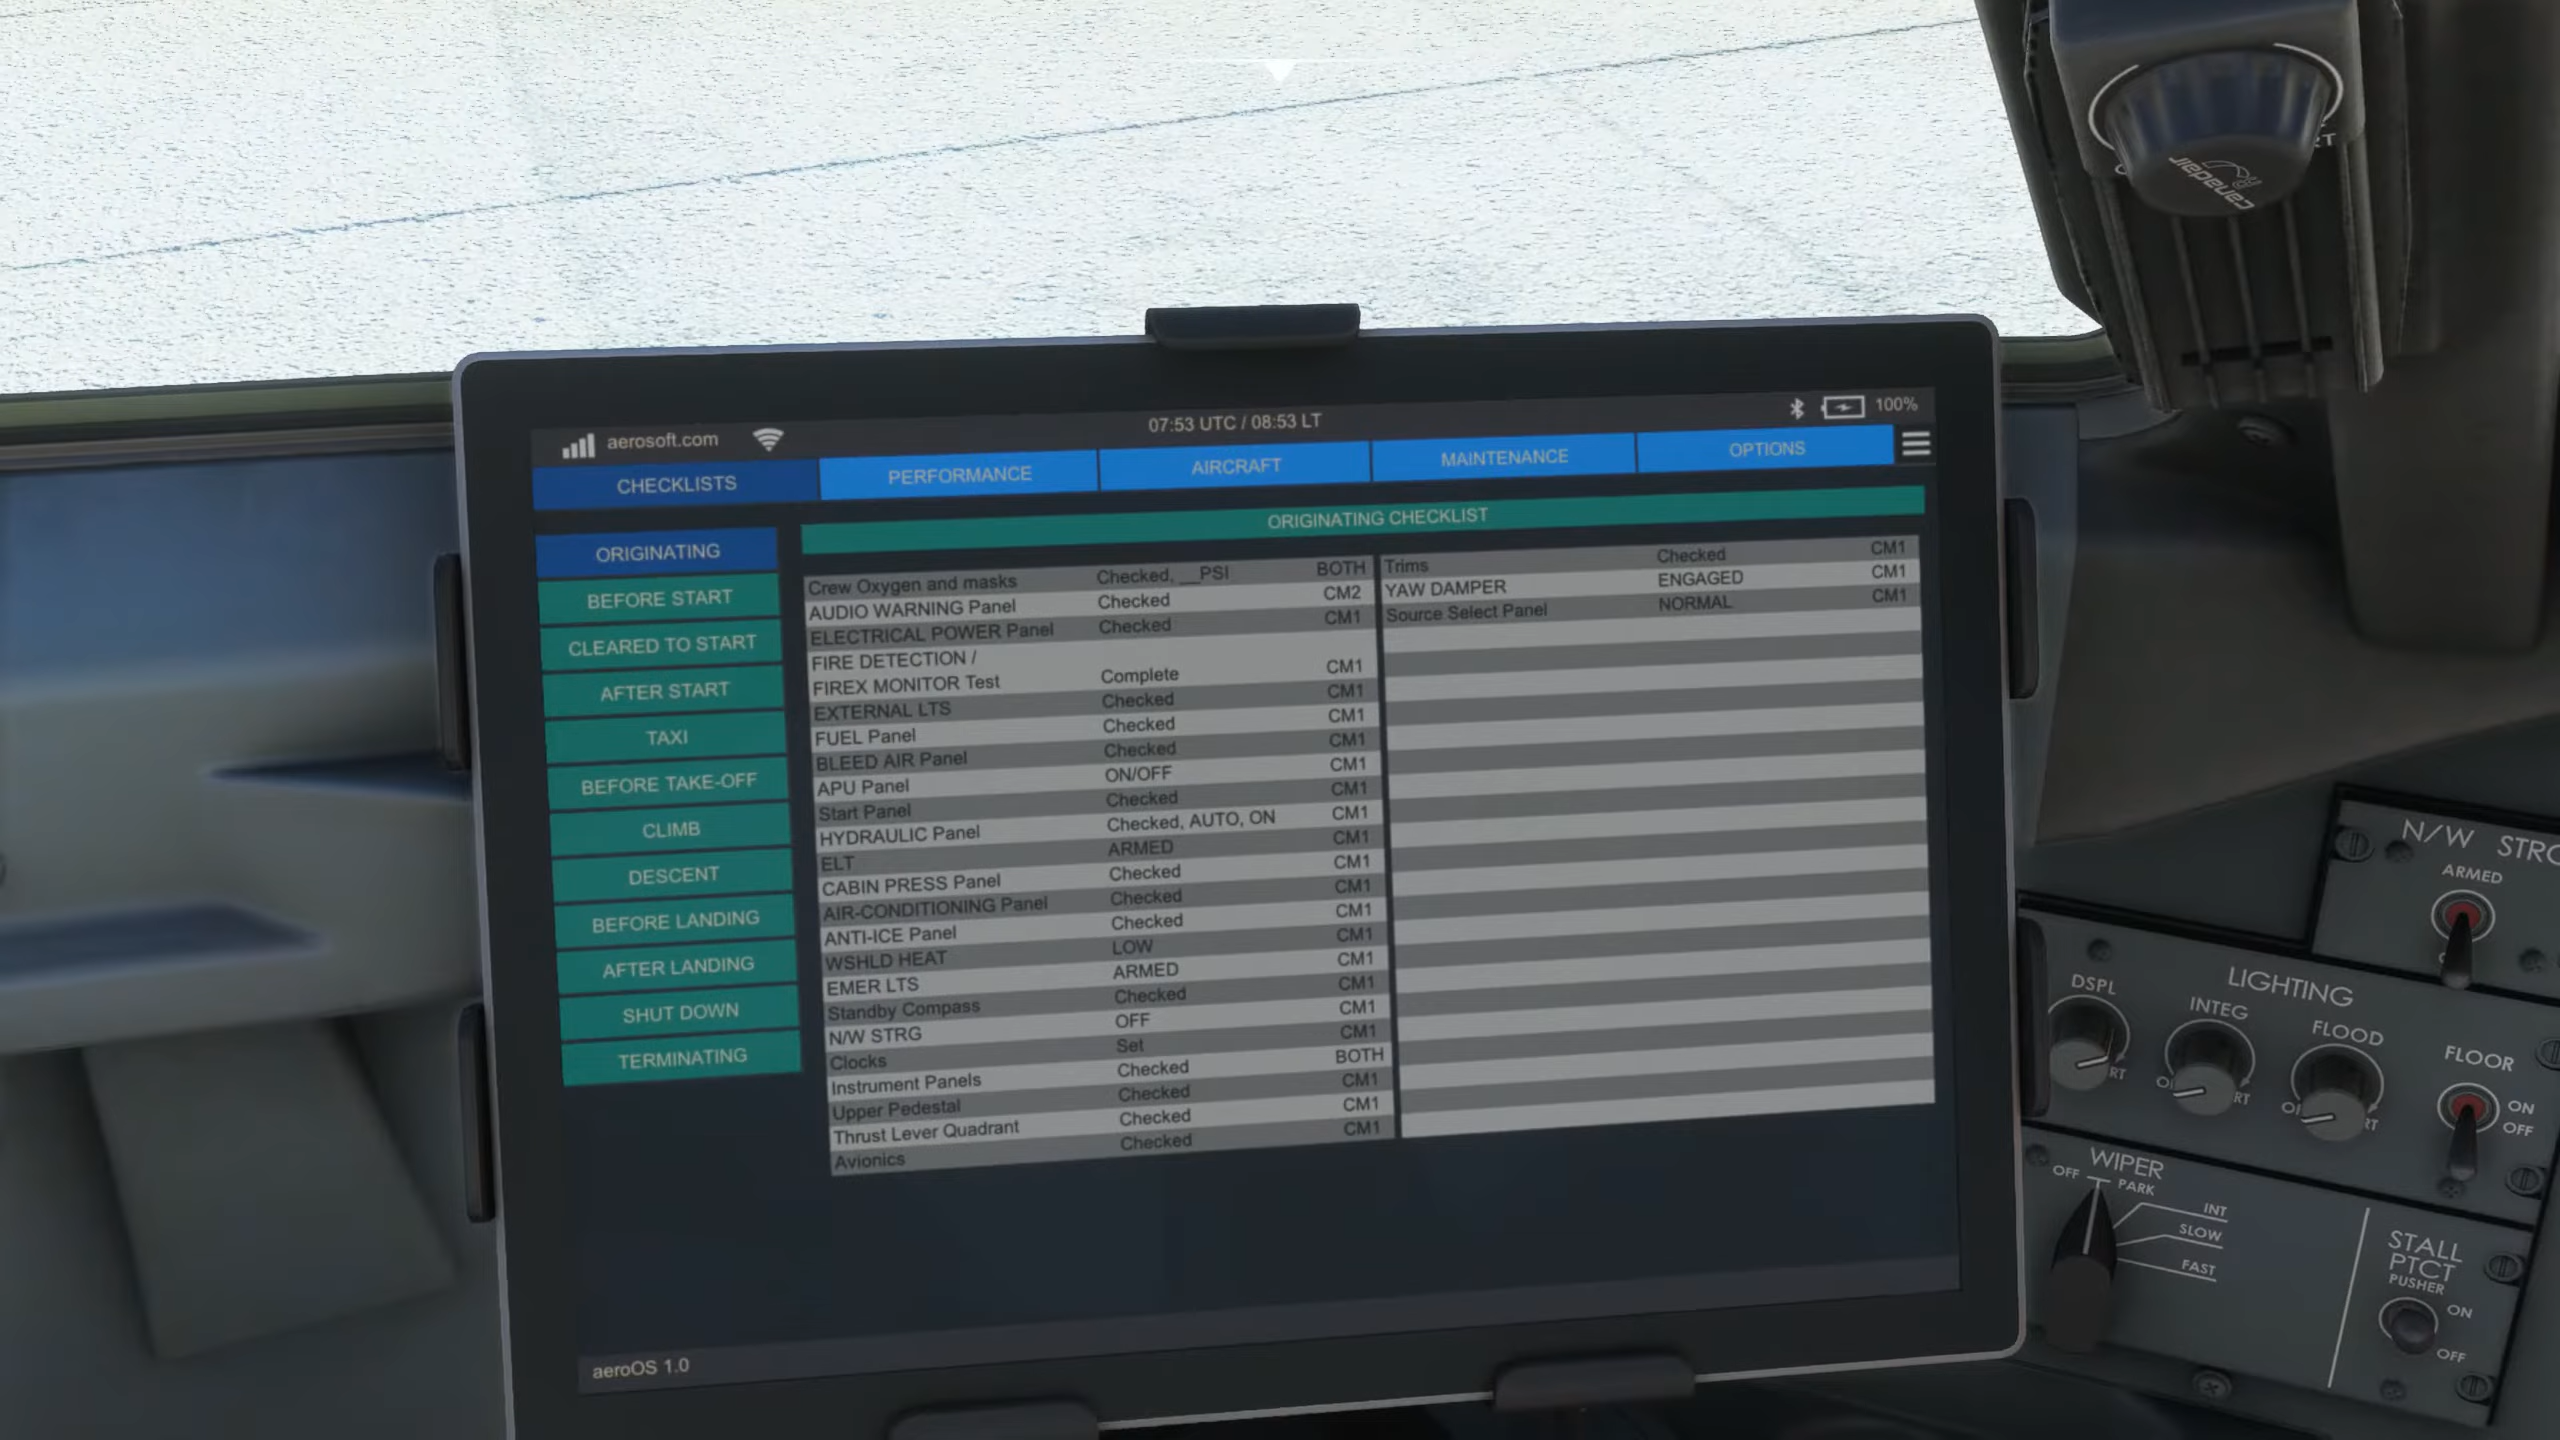 canadair
aerosoft.com
07:53 UTC / 08:53 LT
100%
CHECKLISTS
PERFORMANCE
AIRCRAFT
MAINTENANCE
OPTIONS
ORIGINATING
BEFORE START
CLEARED TO START
AFTER START
TAXI
BEFORE TAKE-OFF
CLIMB
DESCENT
BEFORE LANDING
AFTER LANDING
SHUT DOWN
TERMINATING
ORIGINATING CHECKLIST
Crew Oxygen and masks Checked, __PSI BOTH
AUDIO WARNING Panel Checked CM2
ELECTRICAL POWER Panel Checked CM1
FIRE DETECTION /
FIREX MONITOR Test Complete CM1
EXTERNAL LTS Checked CM1
FUEL Panel Checked CM1
BLEED AIR Panel Checked CM1
APU Panel ON/OFF CM1
Start Panel Checked CM1
HYDRAULIC Panel Checked, AUTO, ON CM1
ELT ARMED CM1
CABIN PRESS Panel Checked CM1
AIR-CONDITIONING Panel Checked CM1
ANTI-ICE Panel Checked CM1
WSHLD HEAT LOW CM1
EMER LTS ARMED CM1
Standby Compass Checked CM1
N/W STRG OFF CM1
Clocks Set CM1
Instrument Panels Checked BOTH
Upper Pedestal Checked CM1
Thrust Lever Quadrant Checked CM1
Avionics Checked CM1
Trims Checked CM1
YAW DAMPER ENGAGED CM1
Source Select Panel NORMAL CM1
aeroOS 1.0
N/W STRG
ARMED
LIGHTING
DSPL
INTEG
FLOOD
FLOOR
ON
OFF
WIPER
OFF
PARK
INT
SLOW
FAST
STALL
PTCT
PUSHER
ON
OFF